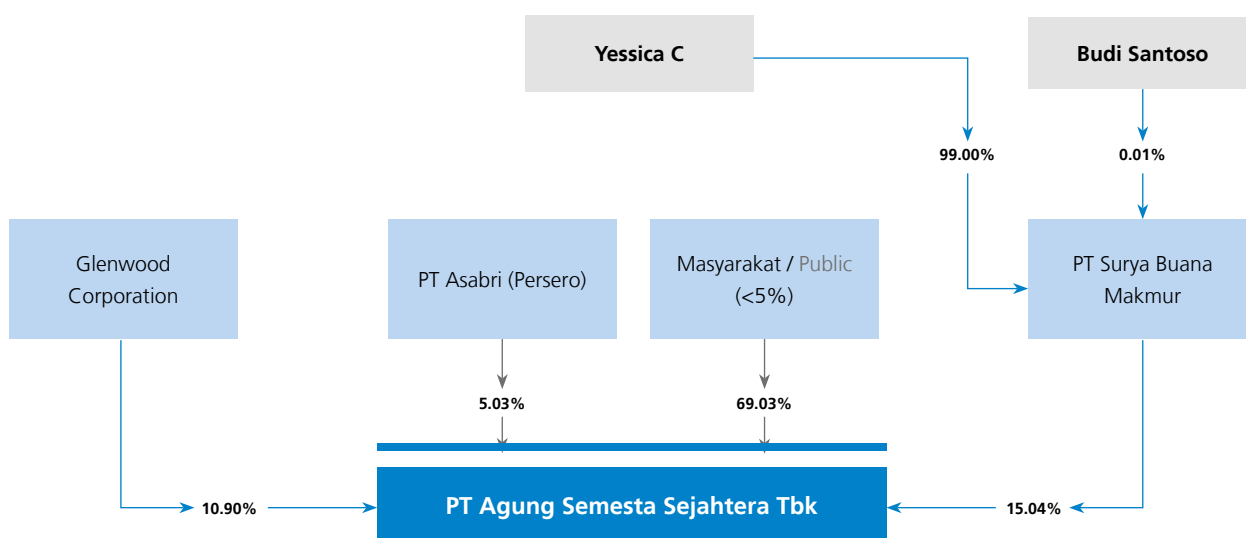 Yessica C
Budi Santoso
99.00%
0.01%
Glenwood
Corporation
PT Asabri (Persero)
Masyarakat / Public
(<5%)
PT Surya Buana
Makmur
5.03%
69.03%
10.90%
PT Agung Semesta Sejahtera Tbk
15.04%